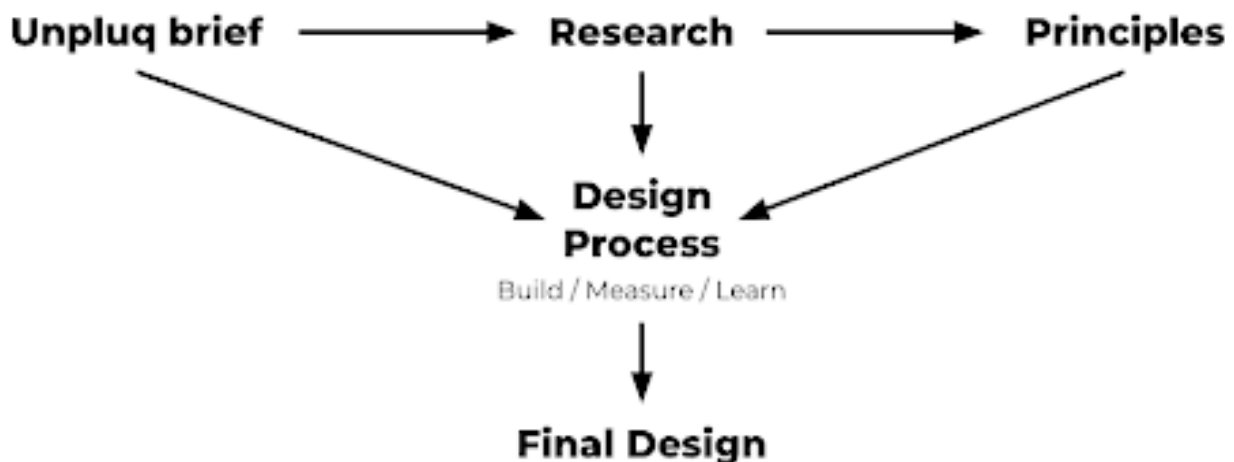 Unpluq brief
Research
Principles
Design
Process
Build / Measure / Learn
Final Design